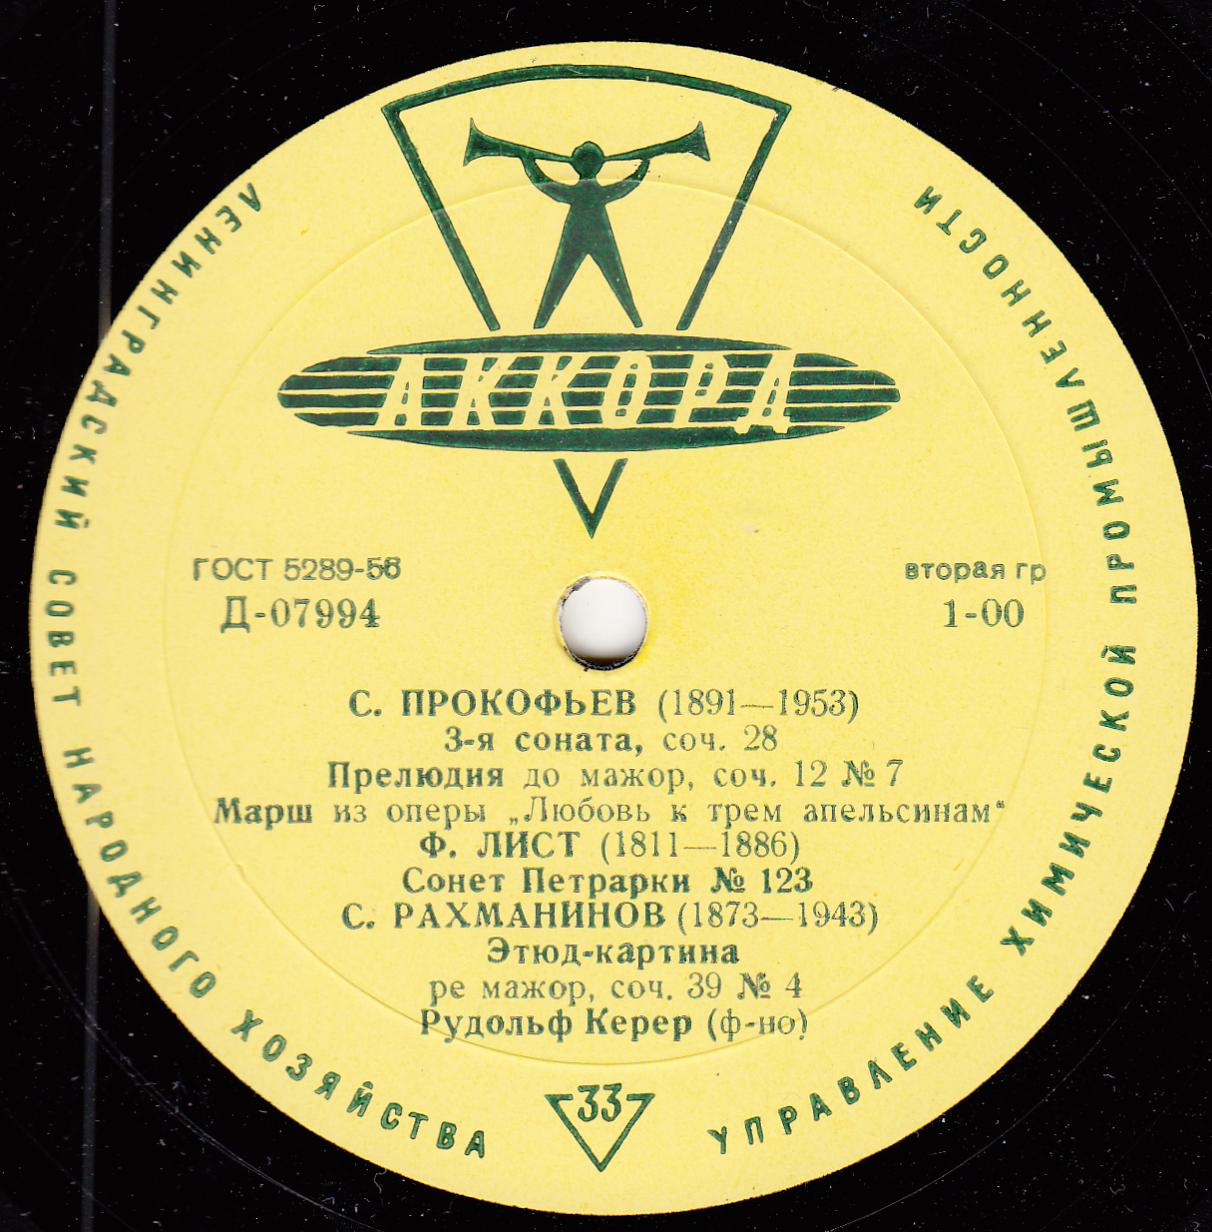 ЛЕНИНГРАДСКИЙ СОВЕТ НАРОДНОГО ХОЗЯЙСТВА
УПРАВЛЕНИЕ ХИМИЧЕСКОЙ ПРОМЫШЛЕННОСТИ
АККОРД
ГОСТ 5289-56 вторая гр
Д-07994 1-00
С. ПРОКОФЬЕВ (1891—1953)
3-я соната, соч. 28
Прелюдия до мажор, соч. 12 № 7
Марш из оперы „Любовь к трем апельсинам“
Ф. ЛИСТ (1811—1886)
Сонет Петрарки № 123
С. РАХМАНИНОВ (1873—1943)
Этюд-картина
ре мажор, соч. 39 № 4
Рудольф Керер (ф-но)
33